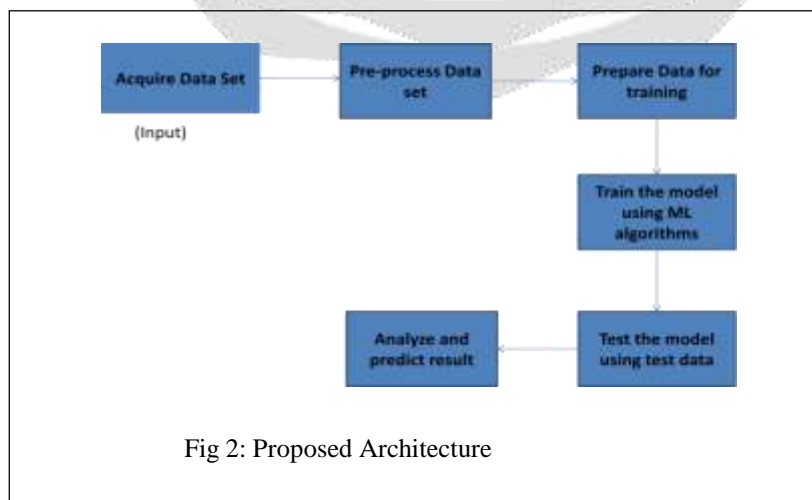 Acquire Data Set
(Input)
Pre-process Data
set
Prepare Data for
training
Train the model
using ML
algorithms
Test the model
using test data
Analyze and
predict result
Fig 2: Proposed Architecture